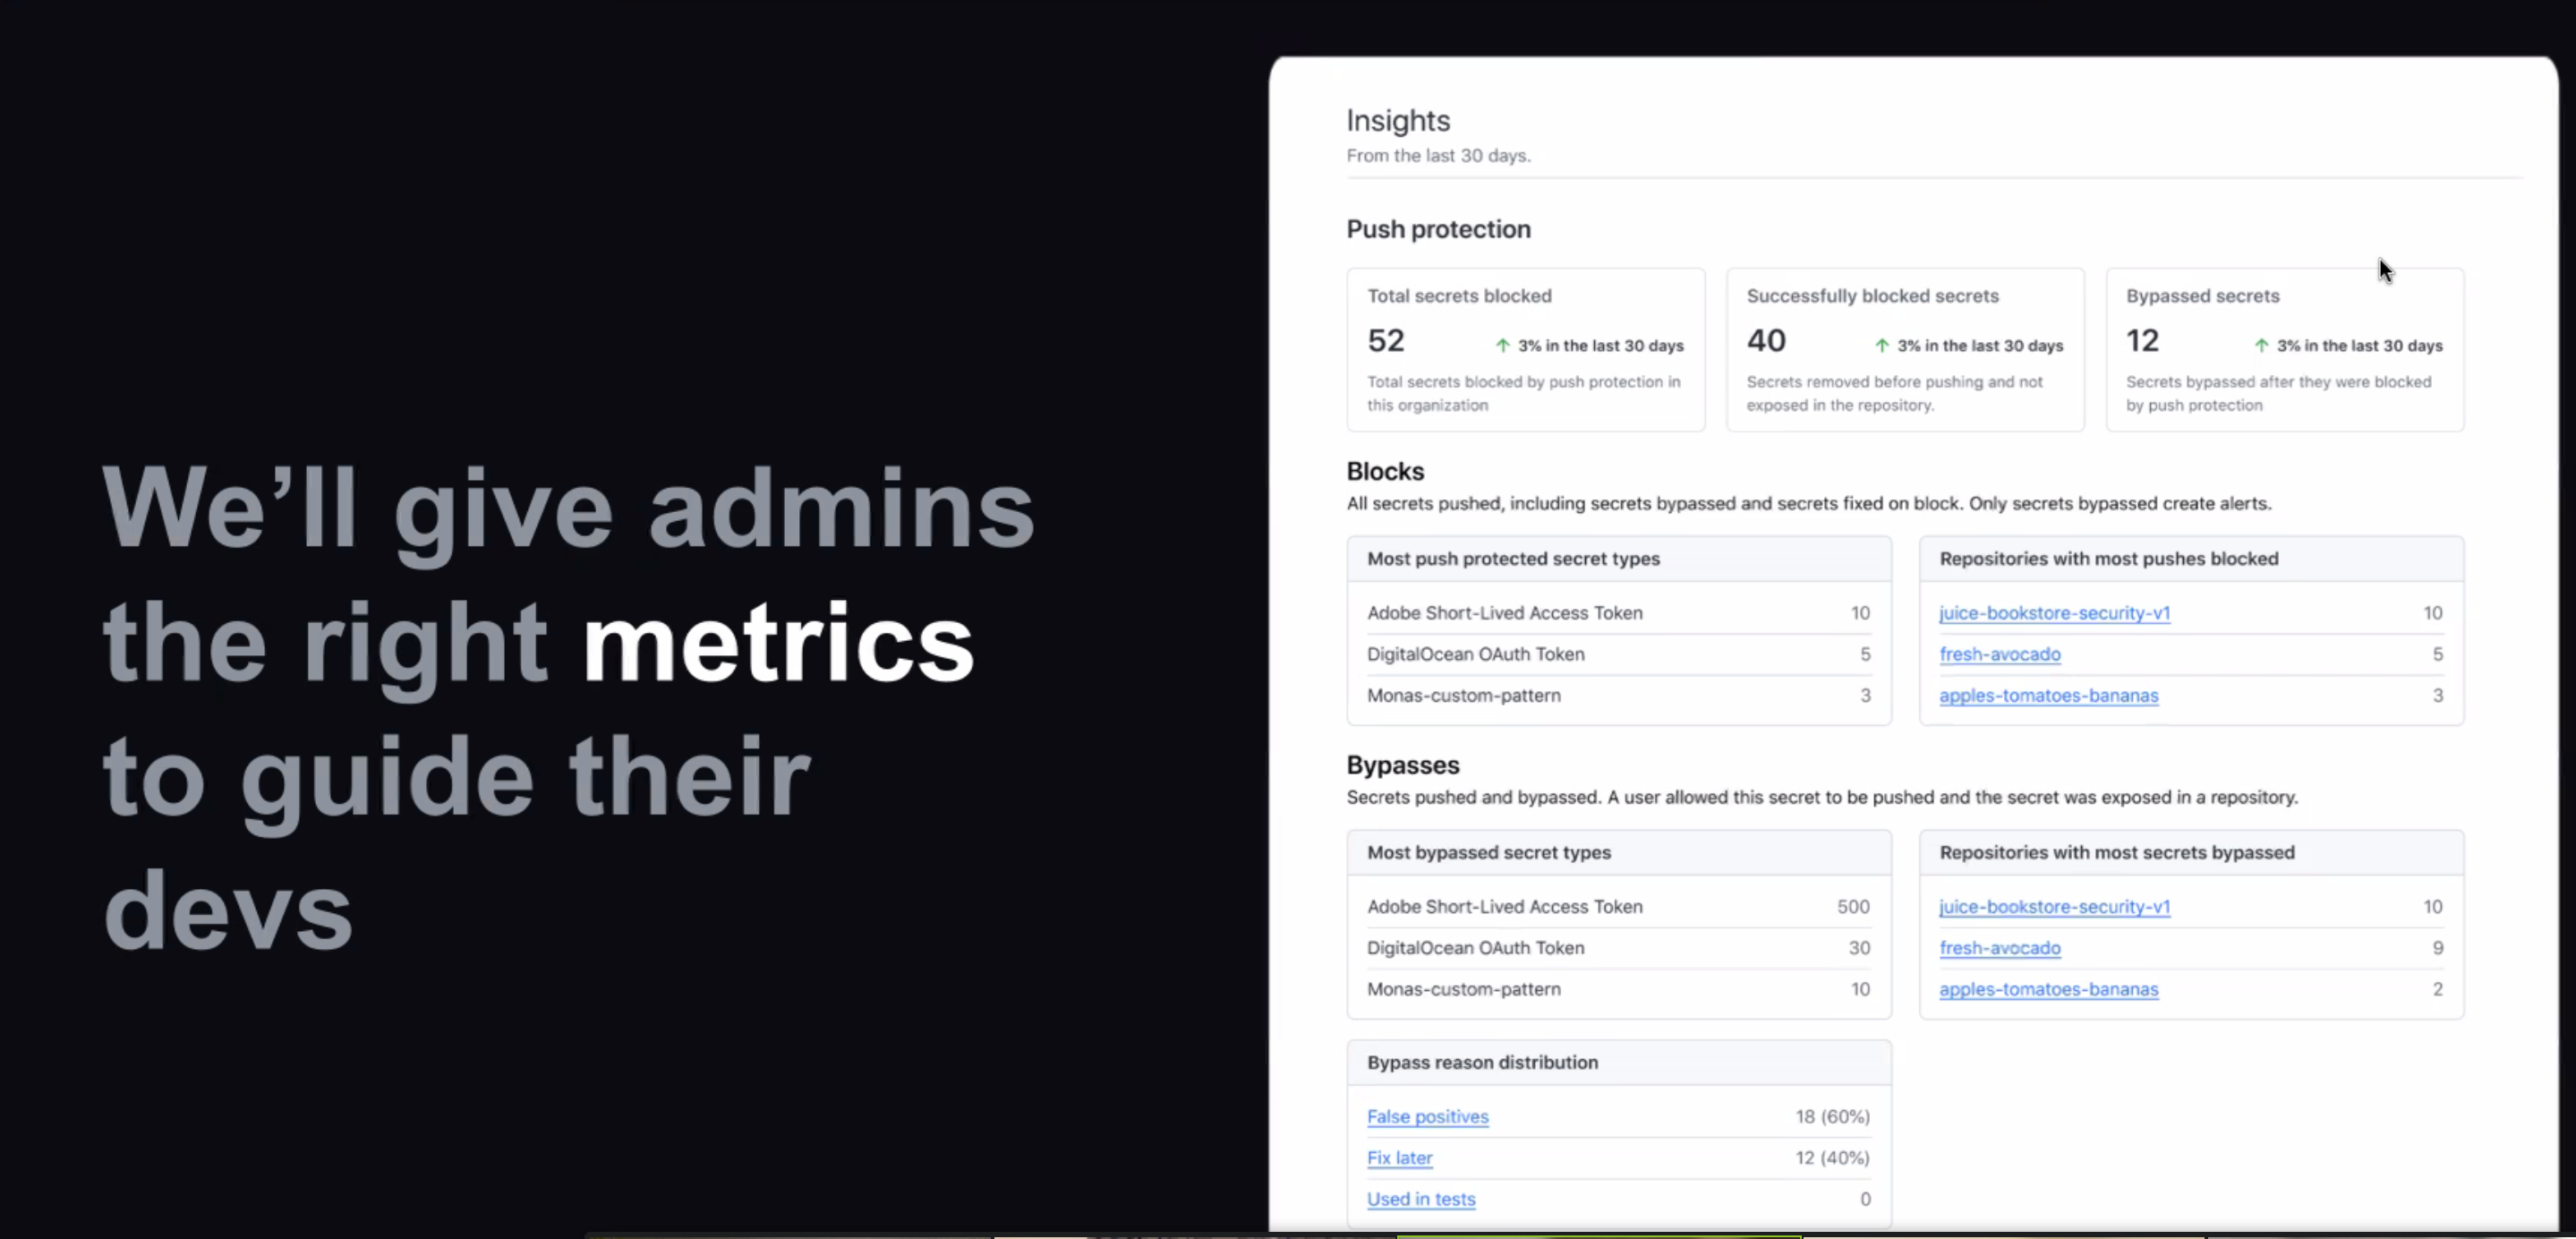 We’ll give admins
the right metrics
to guide their
devs
Insights
From the last 30 days.
Push protection
Total secrets blocked
52
↑ 3% in the last 30 days
Total secrets blocked by push protection in
this organization
Successfully blocked secrets
40
↑ 3% in the last 30 days
Secrets removed before pushing and not
exposed in the repository.
Bypassed secrets
12
↑ 3% in the last 30 days
Secrets bypassed after they were blocked
by push protection
Blocks
All secrets pushed, including secrets bypassed and secrets fixed on block. Only secrets bypassed create alerts.
Most push protected secret types
Adobe Short-Lived Access Token 10
DigitalOcean OAuth Token 5
Monas-custom-pattern 3
Repositories with most pushes blocked
juice-bookstore-security-v1 10
fresh-avocado 5
apples-tomatoes-bananas 3
Bypasses
Secrets pushed and bypassed. A user allowed this secret to be pushed and the secret was exposed in a repository.
Most bypassed secret types
Adobe Short-Lived Access Token 500
DigitalOcean OAuth Token 30
Monas-custom-pattern 10
Repositories with most secrets bypassed
juice-bookstore-security-v1 10
fresh-avocado 9
apples-tomatoes-bananas 2
Bypass reason distribution
False positives 18 (60%)
Fix later 12 (40%)
Used in tests 0